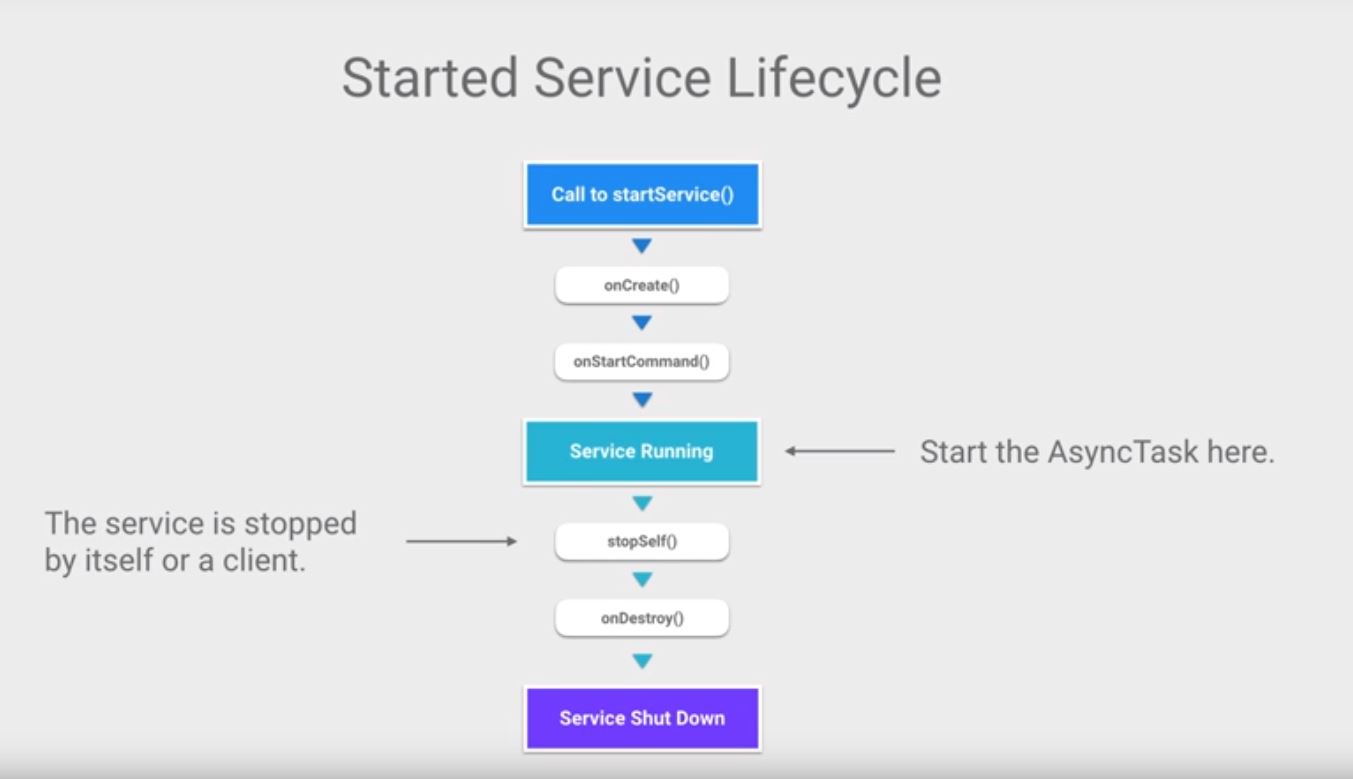 Started Service Lifecycle
Call to startService()
onCreate()
onStartCommand()
Service Running
Start the AsyncTask here.
The service is stopped
by itself or a client.
stopSelf()
onDestroy()
Service Shut Down